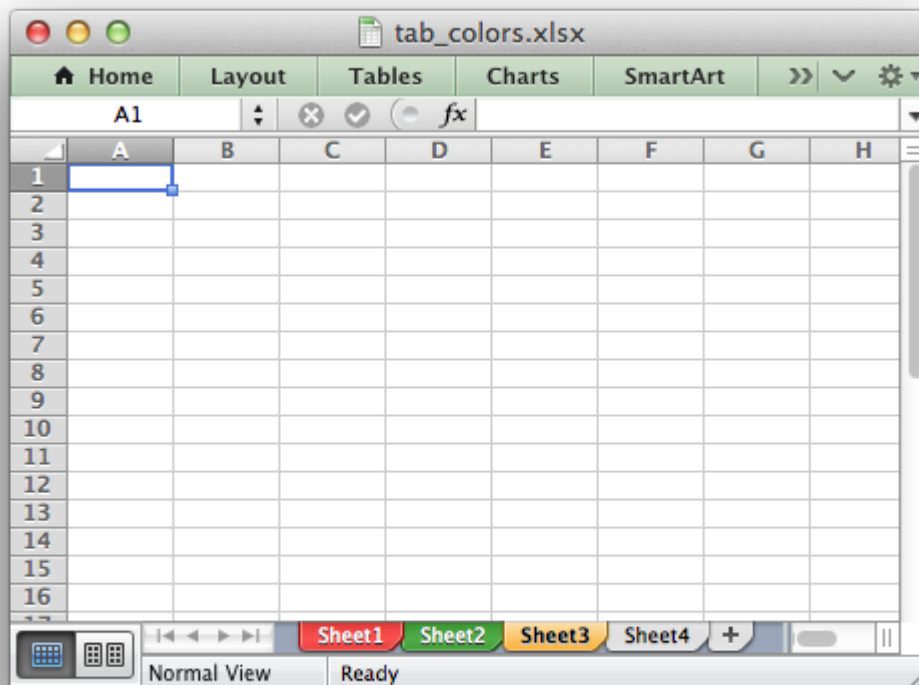 tab_colors.xlsx
Home Layout Tables Charts SmartArt
A1 fx
A B C D E F G H
1
2
3
4
5
6
7
8
9
10
11
12
13
14
15
16
Sheet1 Sheet2 Sheet3 Sheet4 +
Normal View Ready